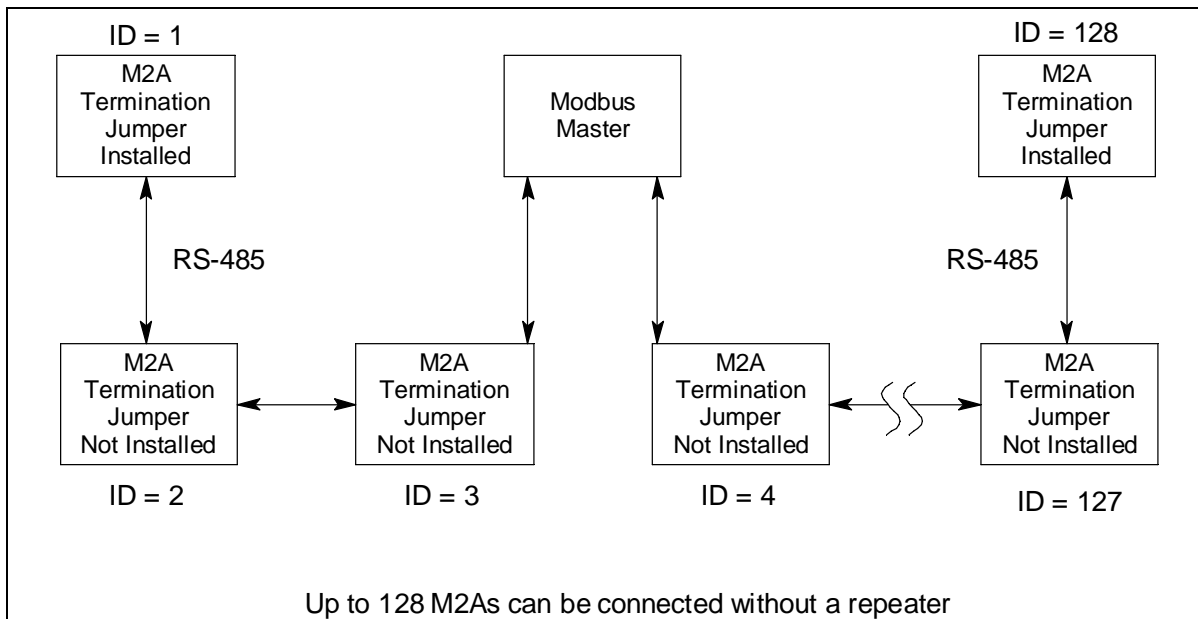 ID = 1
M2A
Termination
Jumper
Installed
Modbus
Master
ID = 128
M2A
Termination
Jumper
Installed
RS-485
RS-485
M2A
Termination
Jumper
Not Installed
ID = 2
M2A
Termination
Jumper
Not Installed
ID = 3
M2A
Termination
Jumper
Not Installed
ID = 4
M2A
Termination
Jumper
Not Installed
ID = 127
Up to 128 M2As can be connected without a repeater